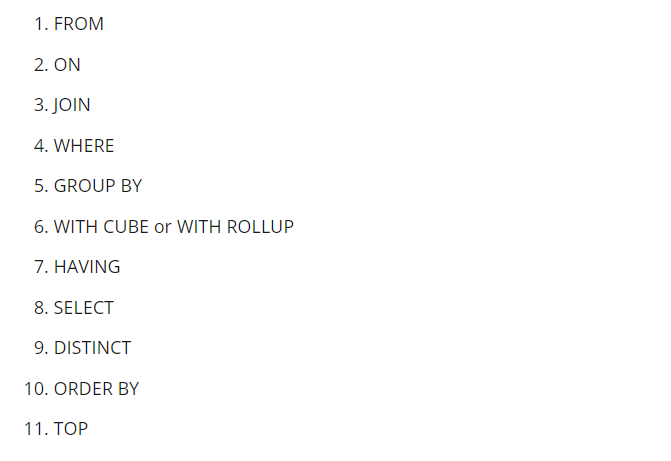 1. FROM
2. ON
3. JOIN
4. WHERE
5. GROUP BY
6. WITH CUBE or WITH ROLLUP
7. HAVING
8. SELECT
9. DISTINCT
10. ORDER BY
11. TOP